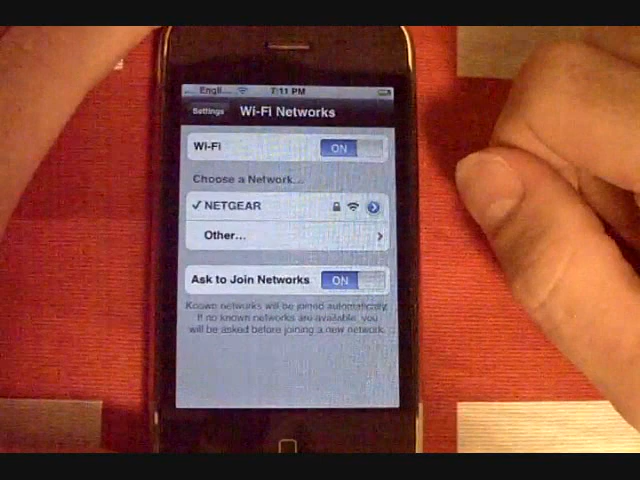 Engli... 7:11 PM
Settings Wi-Fi Networks
Wi-Fi ON
Choose a Network...
✓ NETGEAR
Other...
Ask to Join Networks ON
Known networks will be joined automatically.
If no known networks are available, you
will be asked before joining a new network.